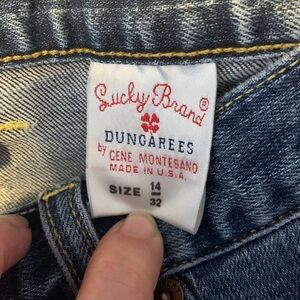 Lucky Brand®
DUNGAREES
by GENE MONTESANO
MADE IN U.S.A.
SIZE 14
32